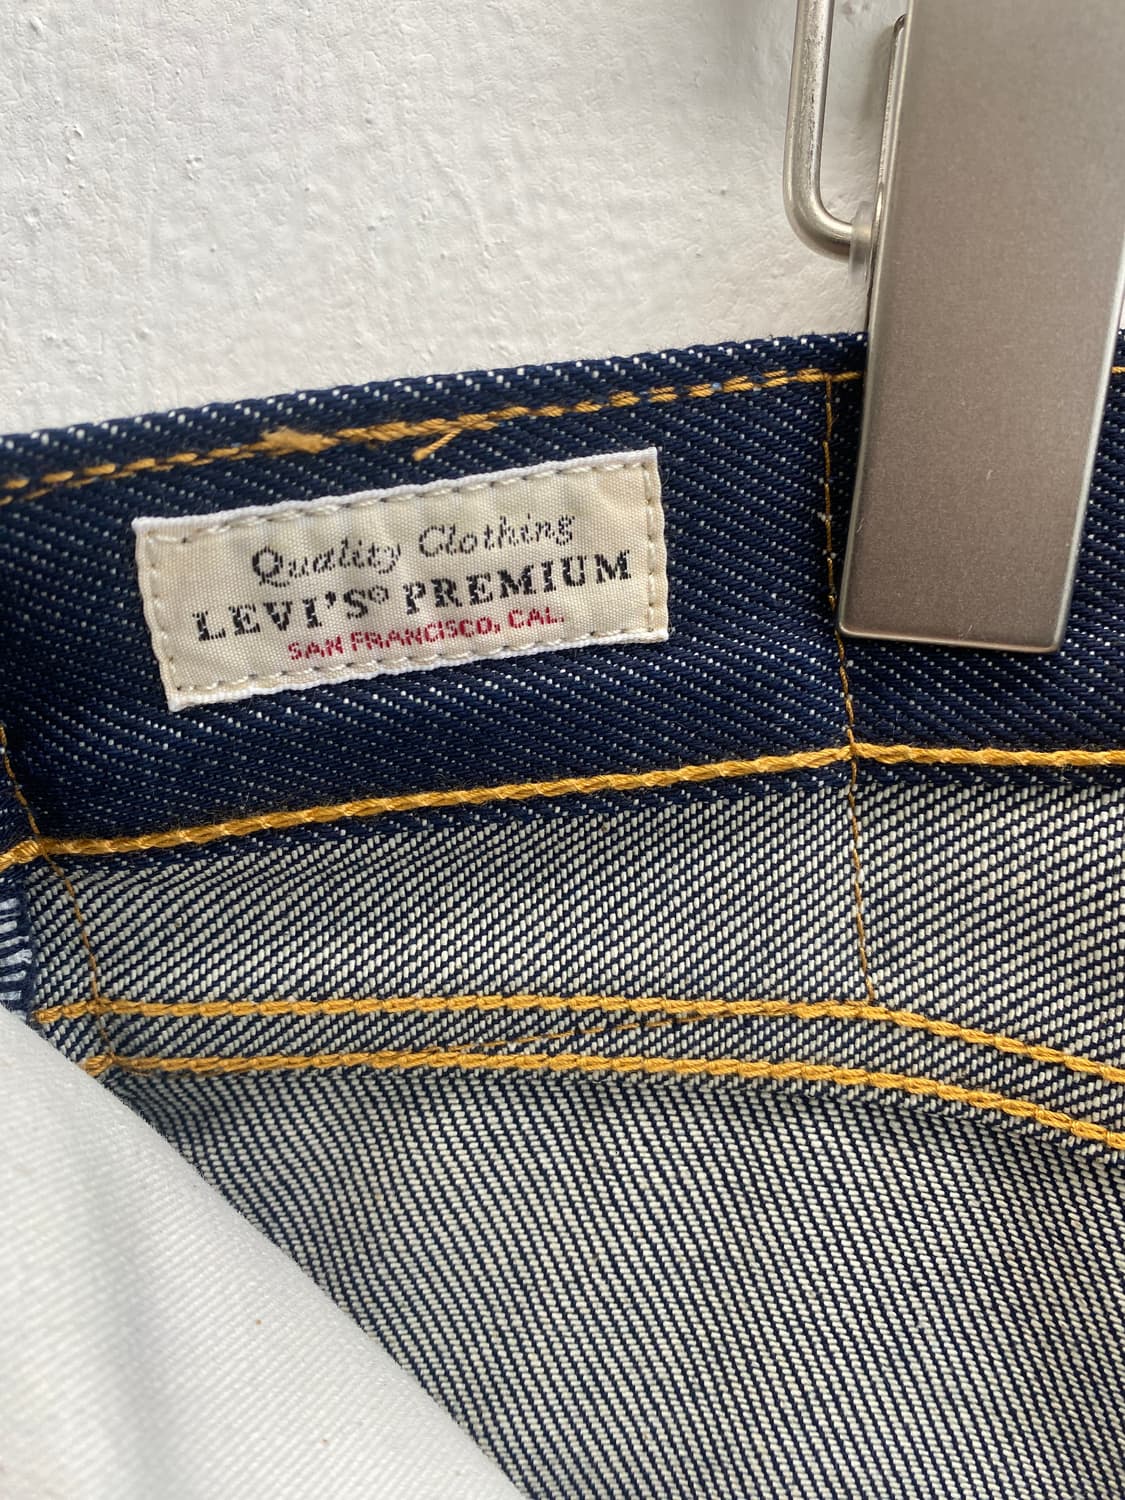 Quality Clothing
LEVI'S® PREMIUM
SAN FRANCISCO, CAL.